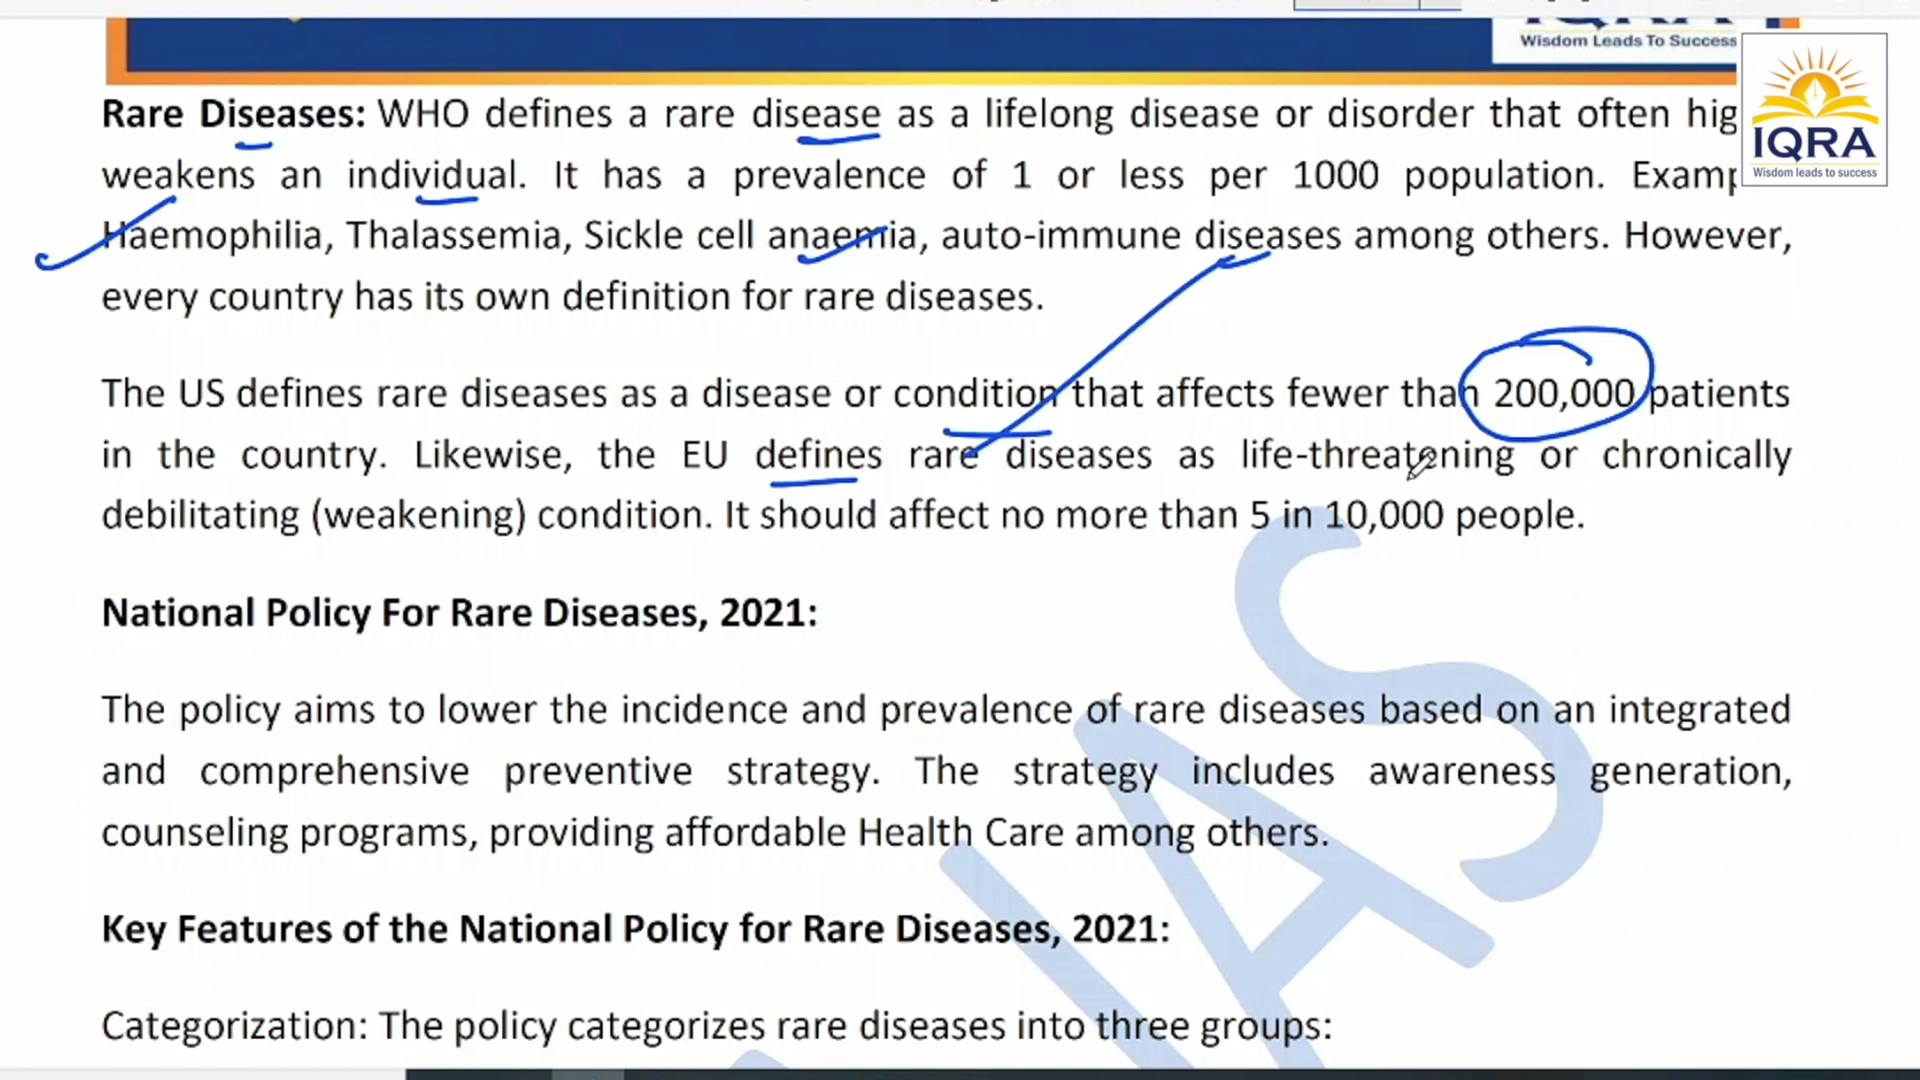 Wisdom Leads To Success
IQRA
Wisdom leads to success
Rare Diseases: WHO defines a rare disease as a lifelong disease or disorder that often
weakens an individual. It has a prevalence of 1 or less per 1000 population.
Haemophilia, Thalassemia, Sickle cell anaemia, auto-immune diseases among others. However,
every country has its own definition for rare diseases.
The US defines rare diseases as a disease or condition that affects fewer than 200,000 patients
in the country. Likewise, the EU defines rare diseases as life-threatening or chronically
debilitating (weakening) condition. It should affect no more than 5 in 10,000 people.
National Policy For Rare Diseases, 2021:
The policy aims to lower the incidence and prevalence of rare diseases based on an integrated
and comprehensive preventive strategy. The strategy includes awareness generation,
counseling programs, providing affordable Health Care among others.
Key Features of the National Policy for Rare Diseases, 2021:
Categorization: The policy categorizes rare diseases into three groups:
IAS